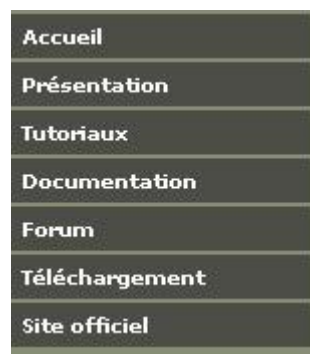 Accueil
Présentation
Tutoriaux
Documentation
Forum
Téléchargement
Site officiel